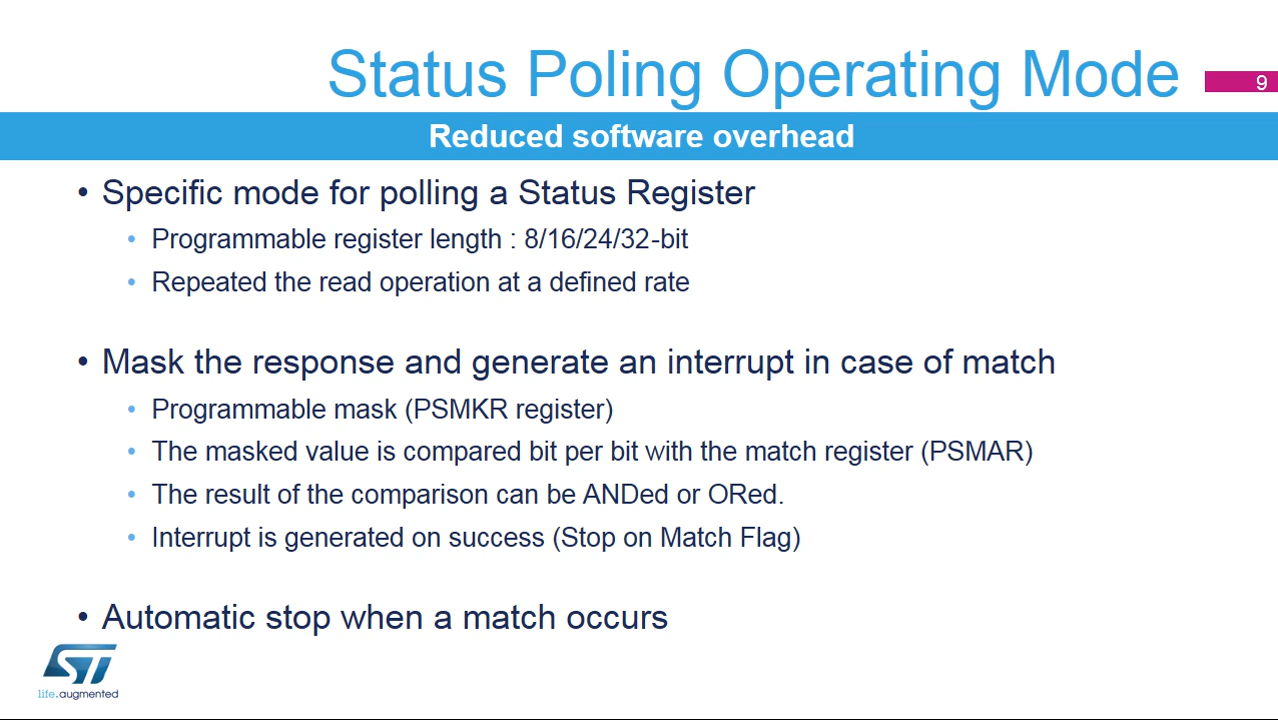 Status Poling Operating Mode
9
Reduced software overhead
• Specific mode for polling a Status Register
• Programmable register length : 8/16/24/32-bit
• Repeated the read operation at a defined rate
• Mask the response and generate an interrupt in case of match
• Programmable mask (PSMKR register)
• The masked value is compared bit per bit with the match register (PSMAR)
• The result of the comparison can be ANDed or ORed.
• Interrupt is generated on success (Stop on Match Flag)
• Automatic stop when a match occurs
ST
life.augmented